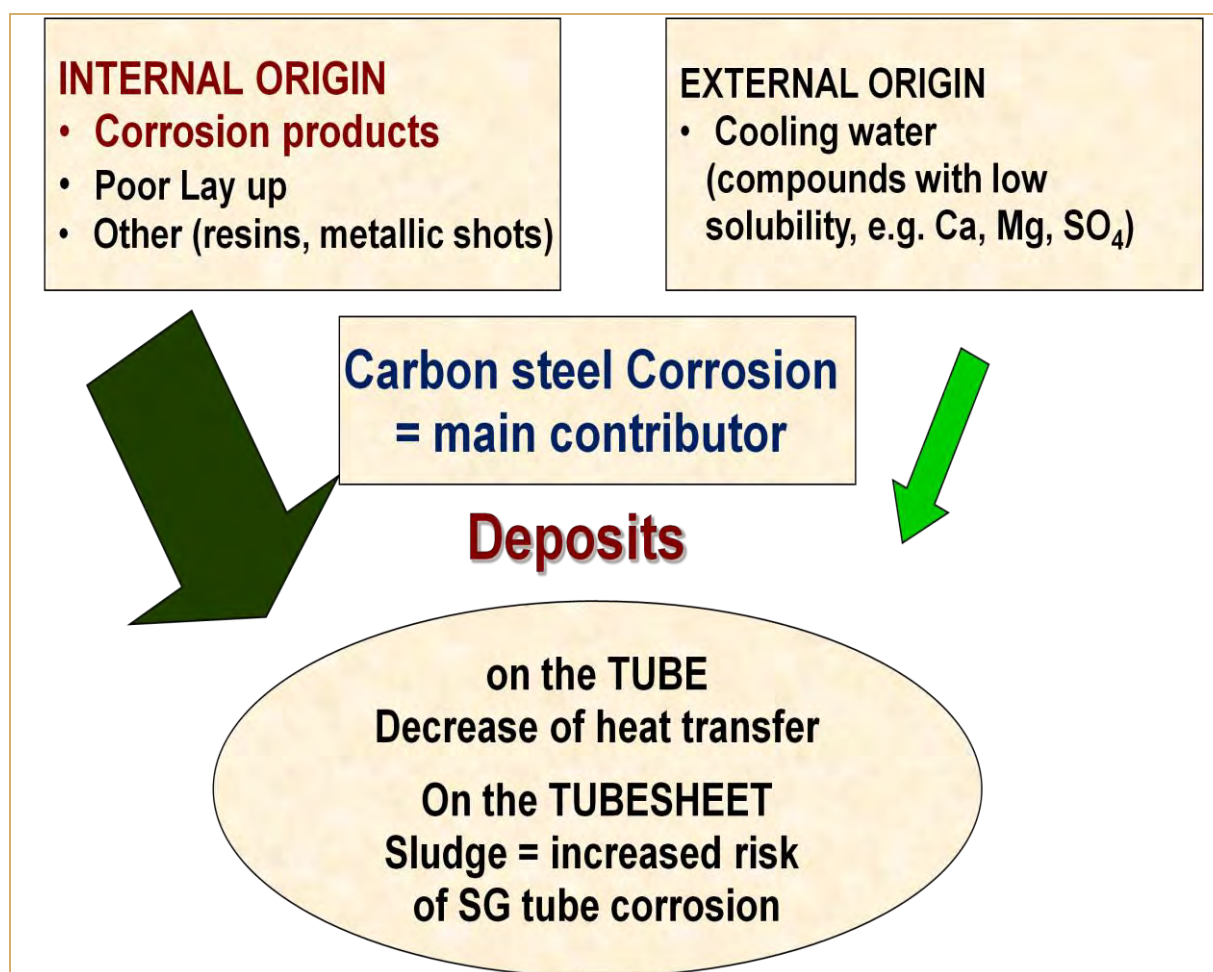 INTERNAL ORIGIN
• Corrosion products
• Poor Lay up
• Other (resins, metallic shots)
EXTERNAL ORIGIN
• Cooling water
(compounds with low
solubility, e.g. Ca, Mg, SO₄)
Carbon steel Corrosion
= main contributor
Deposits
on the TUBE
Decrease of heat transfer
On the TUBESHEET
Sludge = increased risk
of SG tube corrosion